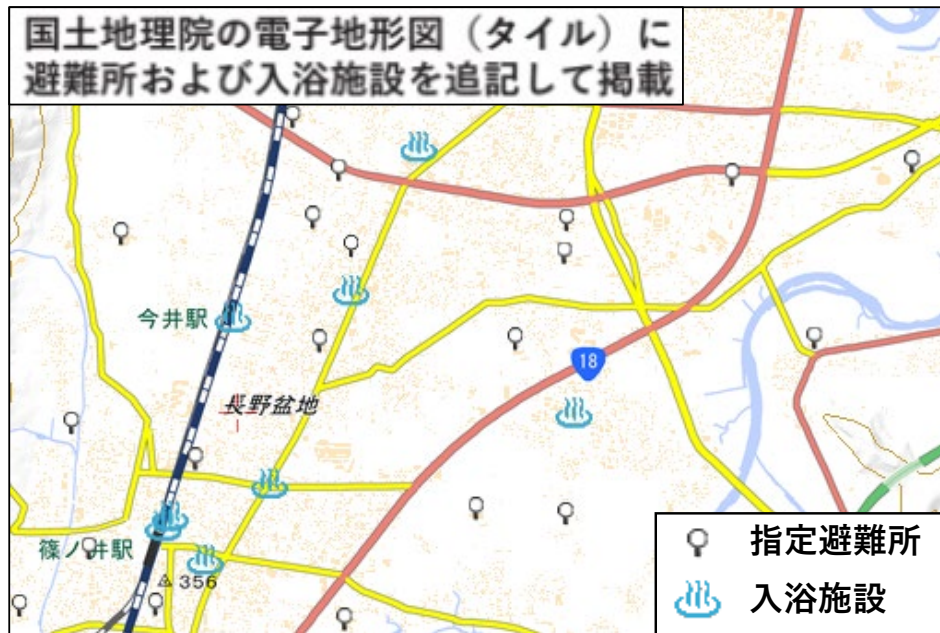 国土地理院の電子地形図（タイル）に
避難所および入浴施設を追記して掲載
今井駅
18
長野盆地
篠ノ井駅
356
指定避難所
入浴施設